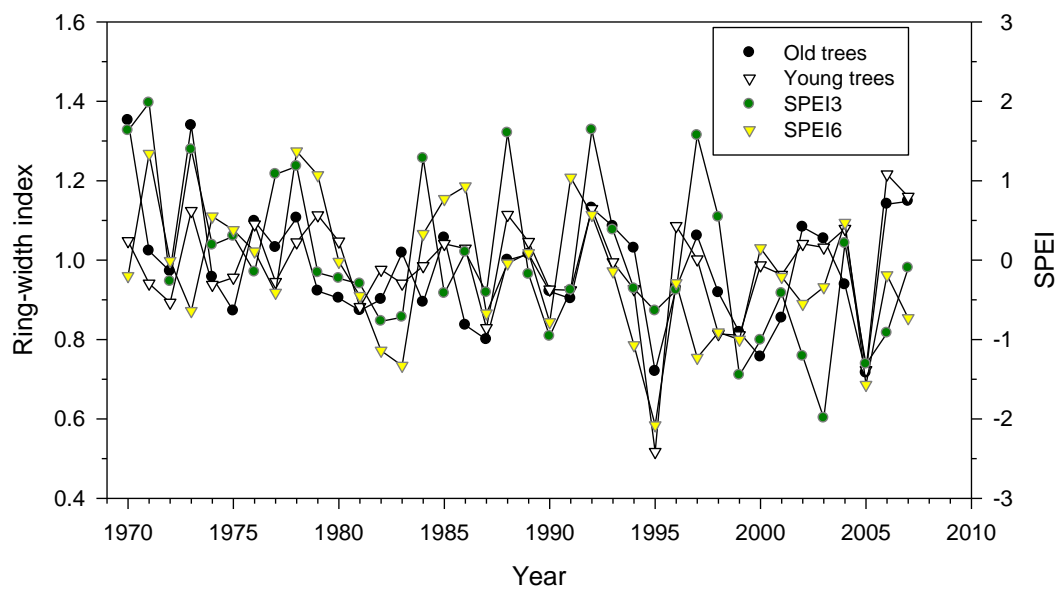 1.6
1.4
1.2
1.0
0.8
0.6
0.4
Ring-width index
3
2
1
0
-1
-2
-3
SPEI
Old trees
Young trees
SPEI3
SPEI6
1970 1975 1980 1985 1990 1995 2000 2005 2010
Year